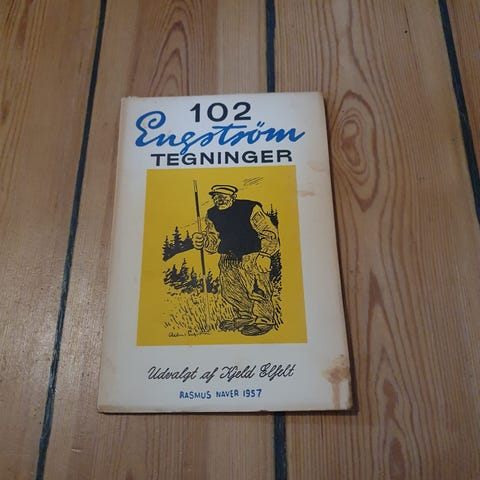 102
Engström
TEGNINGER
Udvalgt af Kjeld Elfelt
RASMUS NAVER 1957